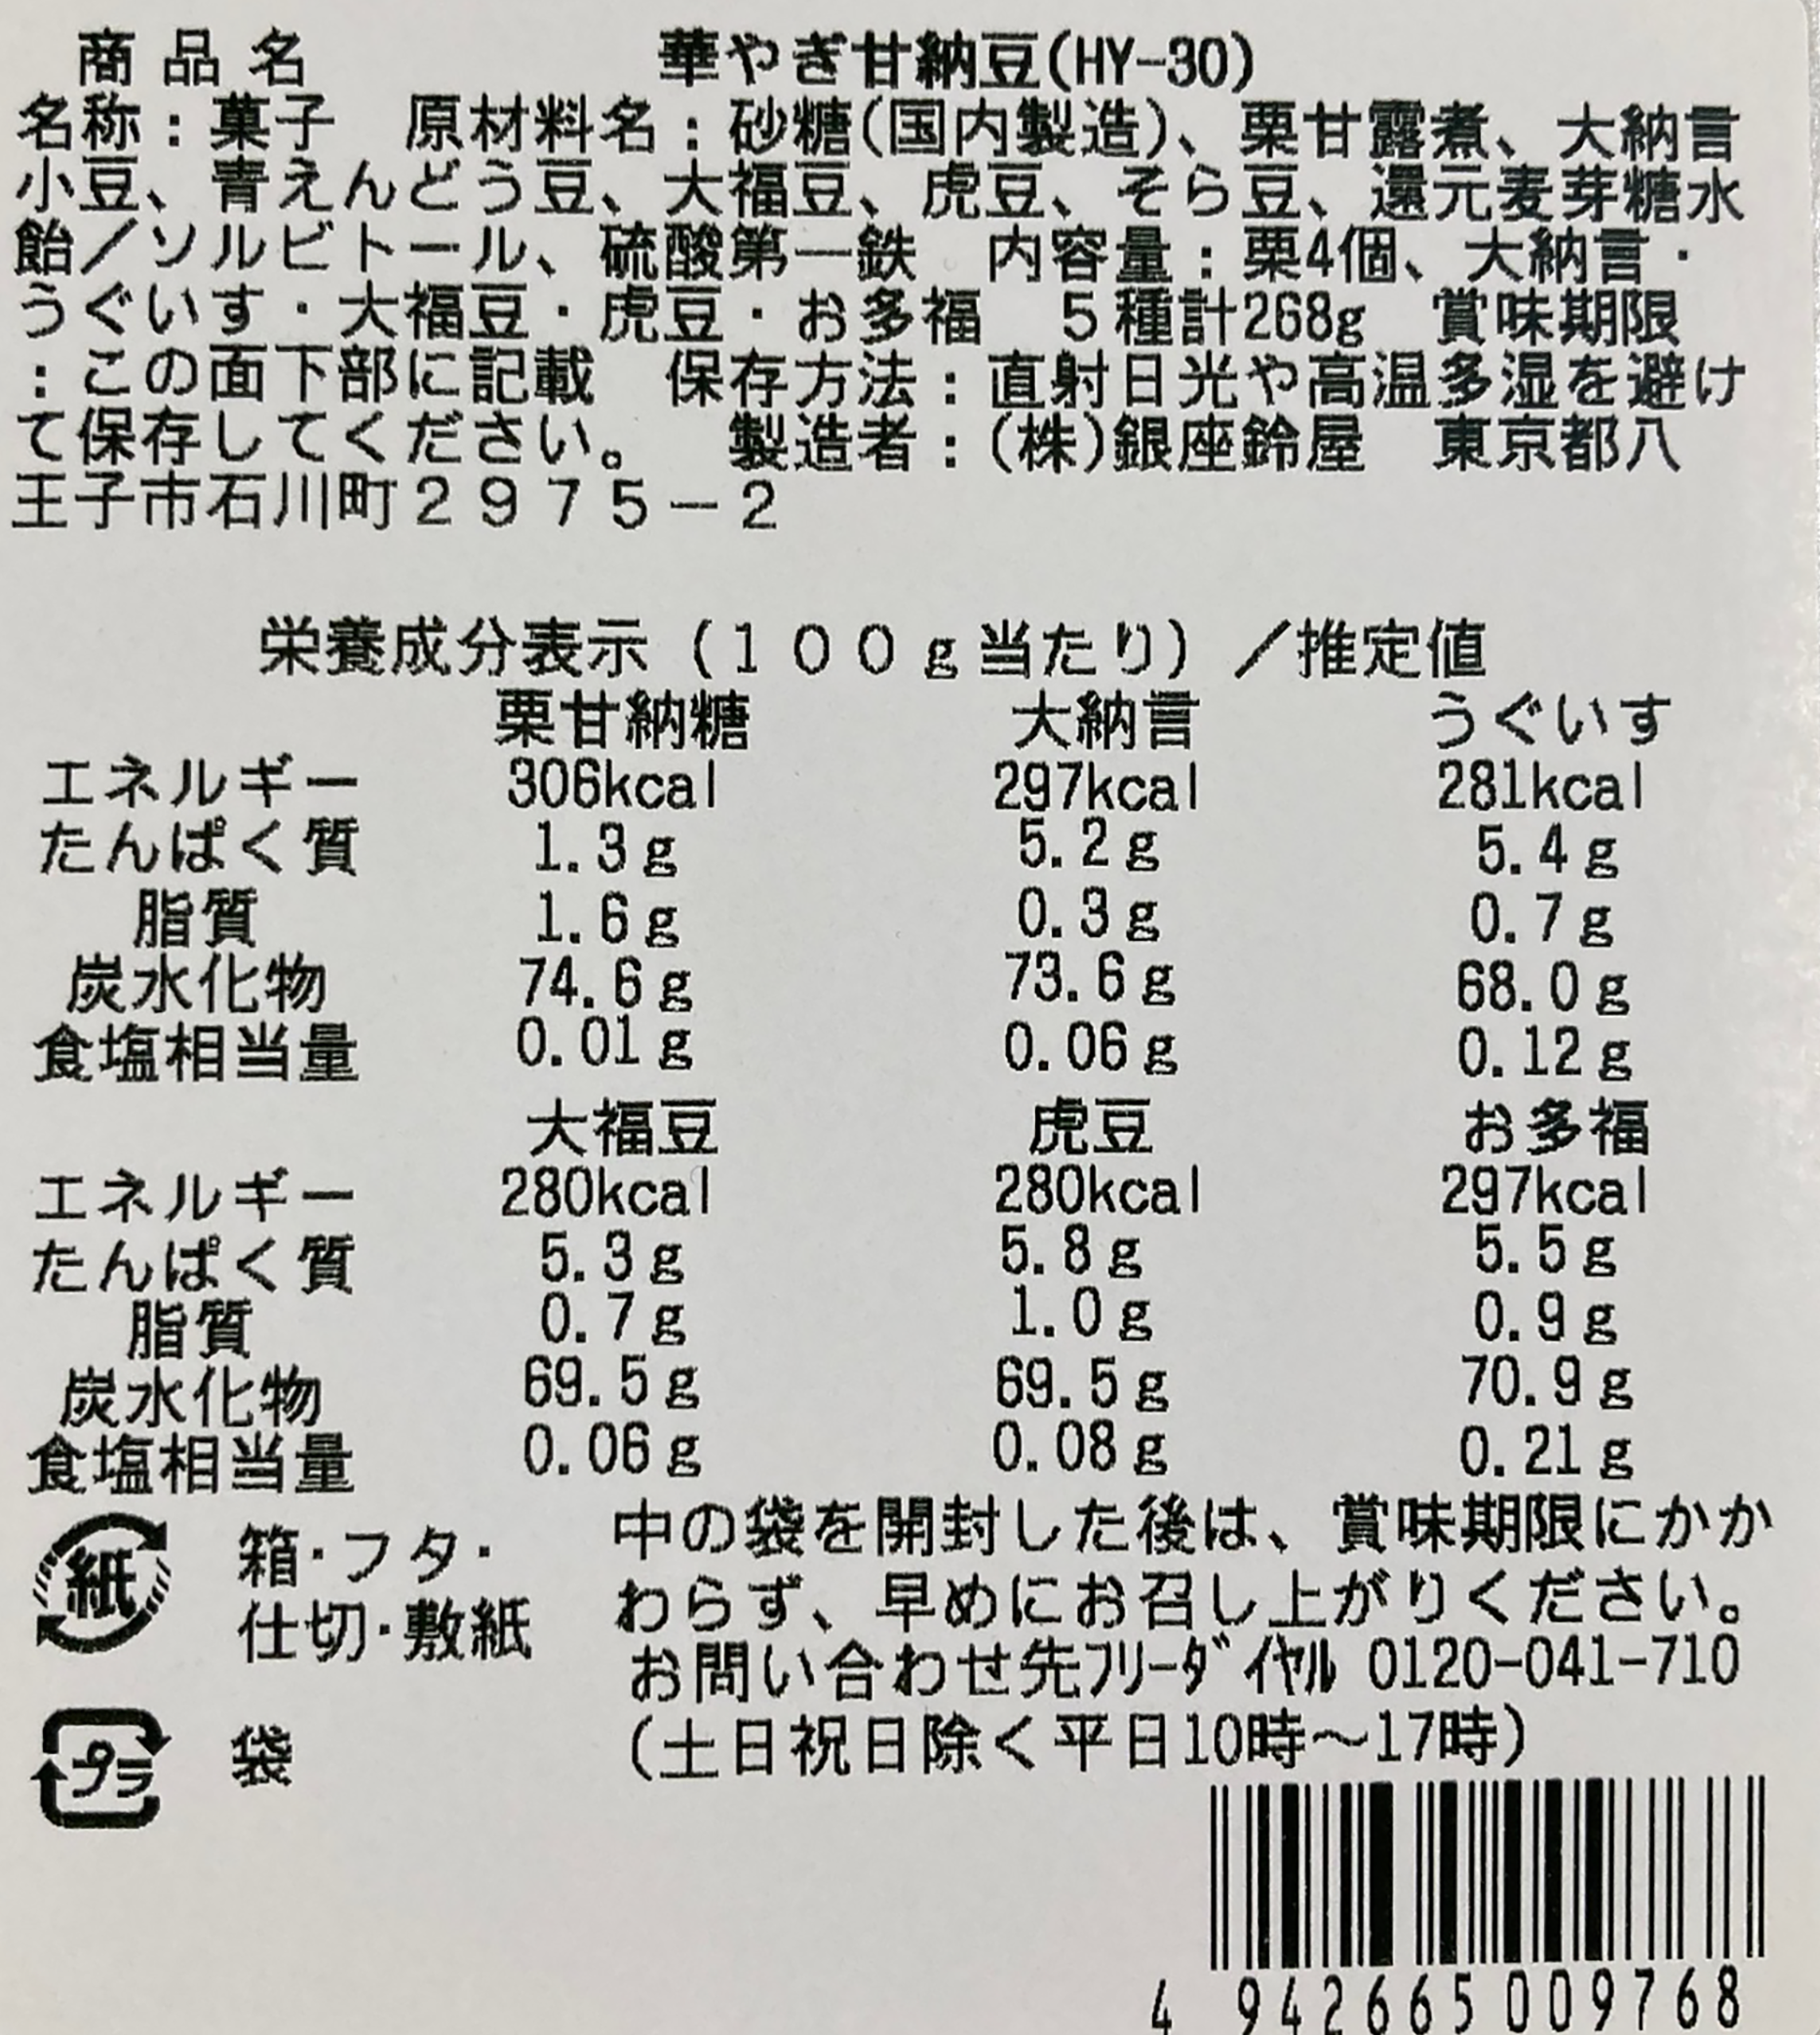 商品名 華やぎ甘納豆(HY-30)
名称：菓子　原材料名：砂糖(国内製造)、栗甘露煮、大納言
小豆、青えんどう豆、大福豆、虎豆、そら豆、還元麦芽糖水
飴／ソルビトール、硫酸第一鉄　内容量：栗4個、大納言・
うぐいす・大福豆・虎豆・お多福　５種計268g　賞味期限
：この面下部に記載　保存方法：直射日光や高温多湿を避け
て保存してください。　製造者：(株)銀座鈴屋　東京都八
王子市石川町２９７５－２
栄養成分表示（１００ｇ当たり）／推定値
栗甘納糖 大納言 うぐいす
エネルギー 306kcal 297kcal 281kcal
たんぱく質 1.3g 5.2g 5.4g
脂質 1.6g 0.3g 0.7g
炭水化物 74.6g 73.6g 68.0g
食塩相当量 0.01g 0.06g 0.12g
大福豆 虎豆 お多福
エネルギー 280kcal 280kcal 297kcal
たんぱく質 5.3g 5.8g 5.5g
脂質 0.7g 1.0g 0.9g
炭水化物 69.5g 69.5g 70.9g
食塩相当量 0.06g 0.08g 0.21g
紙 箱・フタ・
仕切・敷紙
中の袋を開封した後は、賞味期限にかか
わらず、早めにお召し上がりください。
お問い合わせ先ﾌﾘｰﾀﾞｲﾔﾙ 0120-041-710
（土日祝日除く平日10時～17時）
プラ 袋
4 942665009768